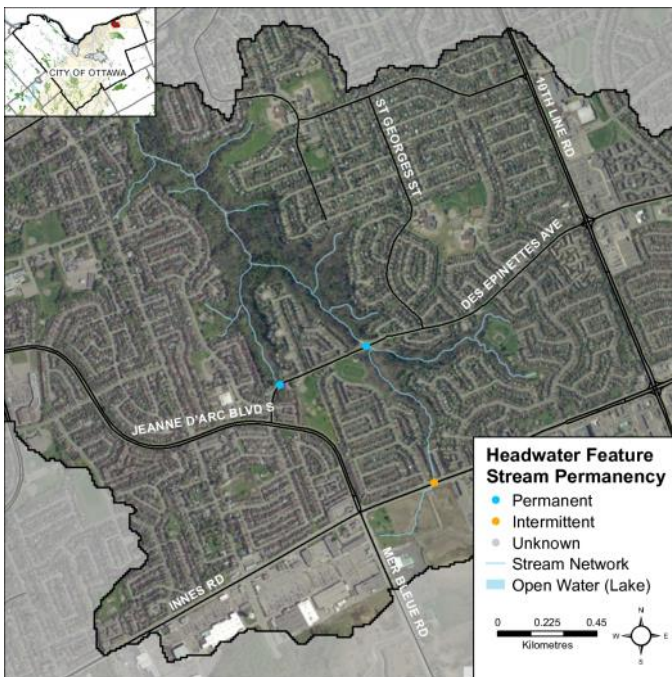 CITY OF OTTAWA
10TH LINE RD
ST GEORGES ST
DES EPINETTES AVE
JEANNE D'ARC BLVD S
INNES RD
MER BLEUE RD
Headwater Feature
Stream Permanency
Permanent
Intermittent
Unknown
Stream Network
Open Water (Lake)
0 0.225 0.45
Kilometres
N
W E
S